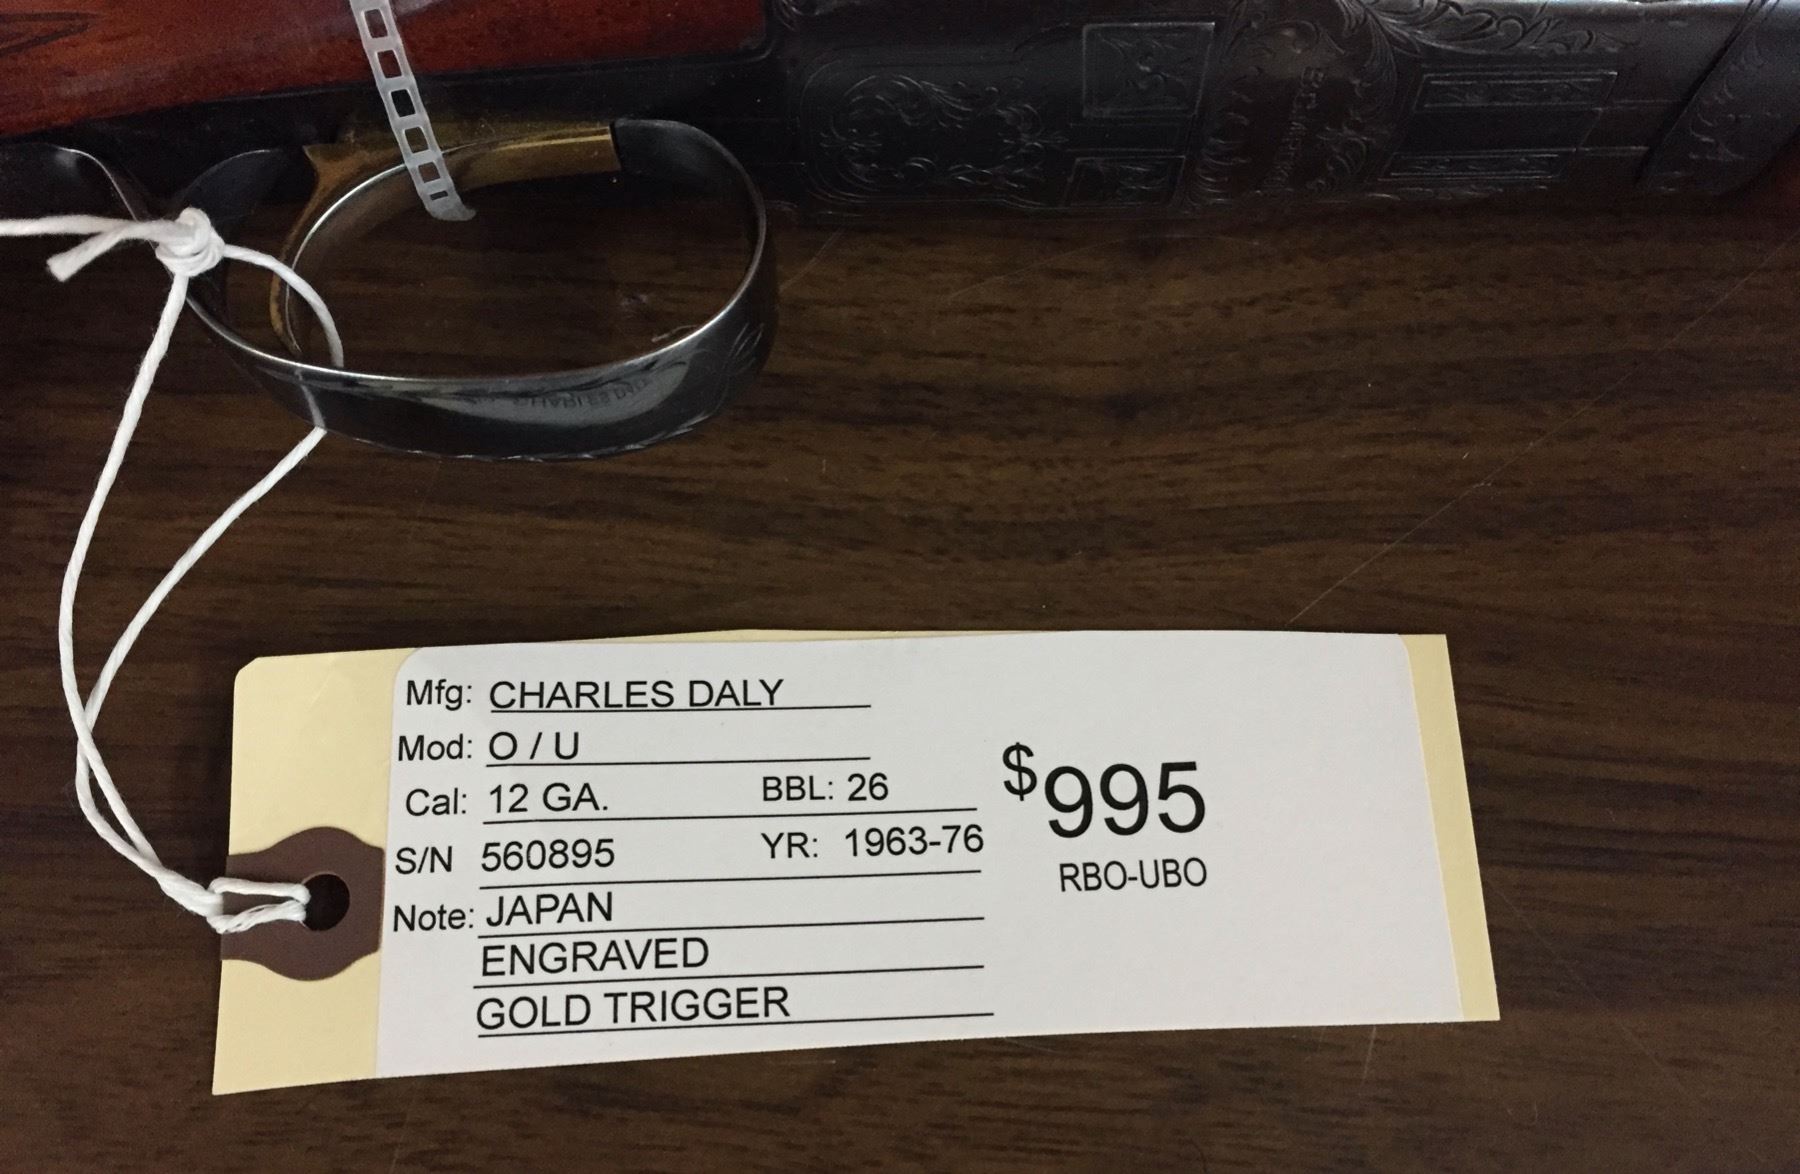 Mfg: CHARLES DALY
Mod: O / U
Cal: 12 GA. BBL: 26
S/N 560895 YR: 1963-76
Note: JAPAN
ENGRAVED
GOLD TRIGGER
$995
RBO-UBO